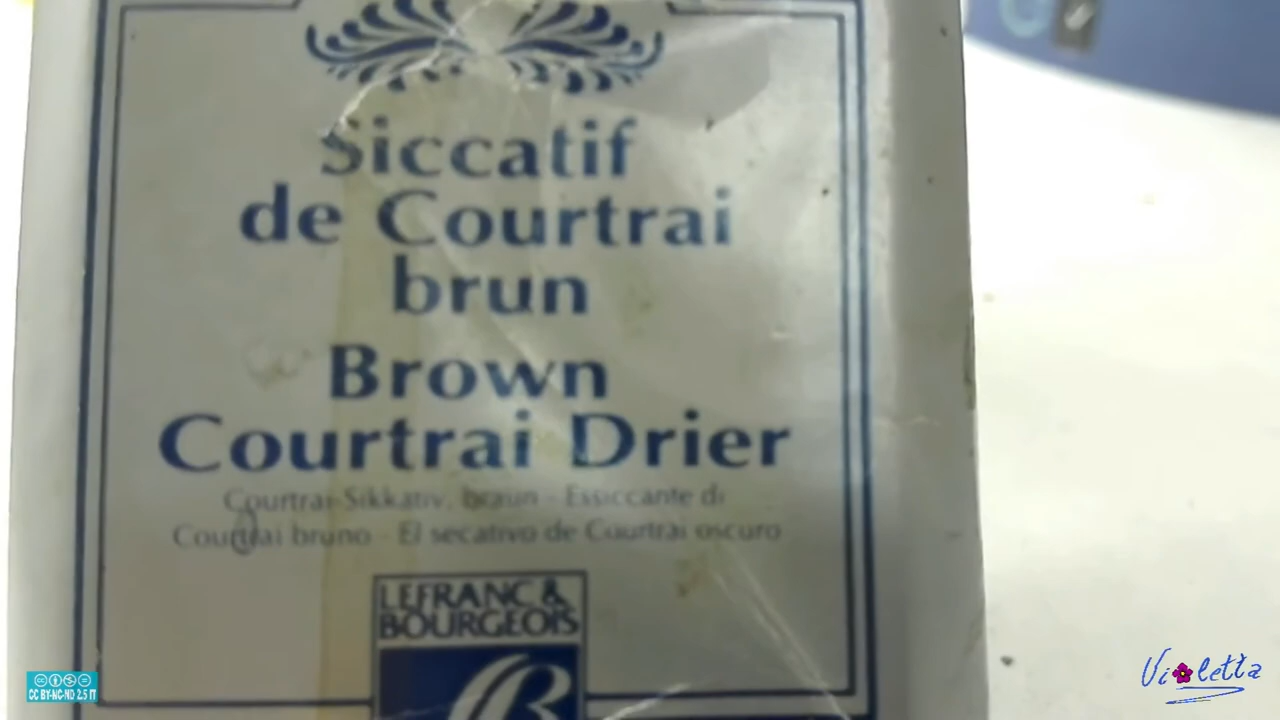 Siccatif
de Courtrai
brun
Brown
Courtrai Drier
Courtrai-Sikkativ, braun - Essiccante di
Courtrai bruno - El secativo de Courtrai oscuro
LEFRANC &
BOURGEOIS
CC BY-NC-ND 2.5 IT
Violetta